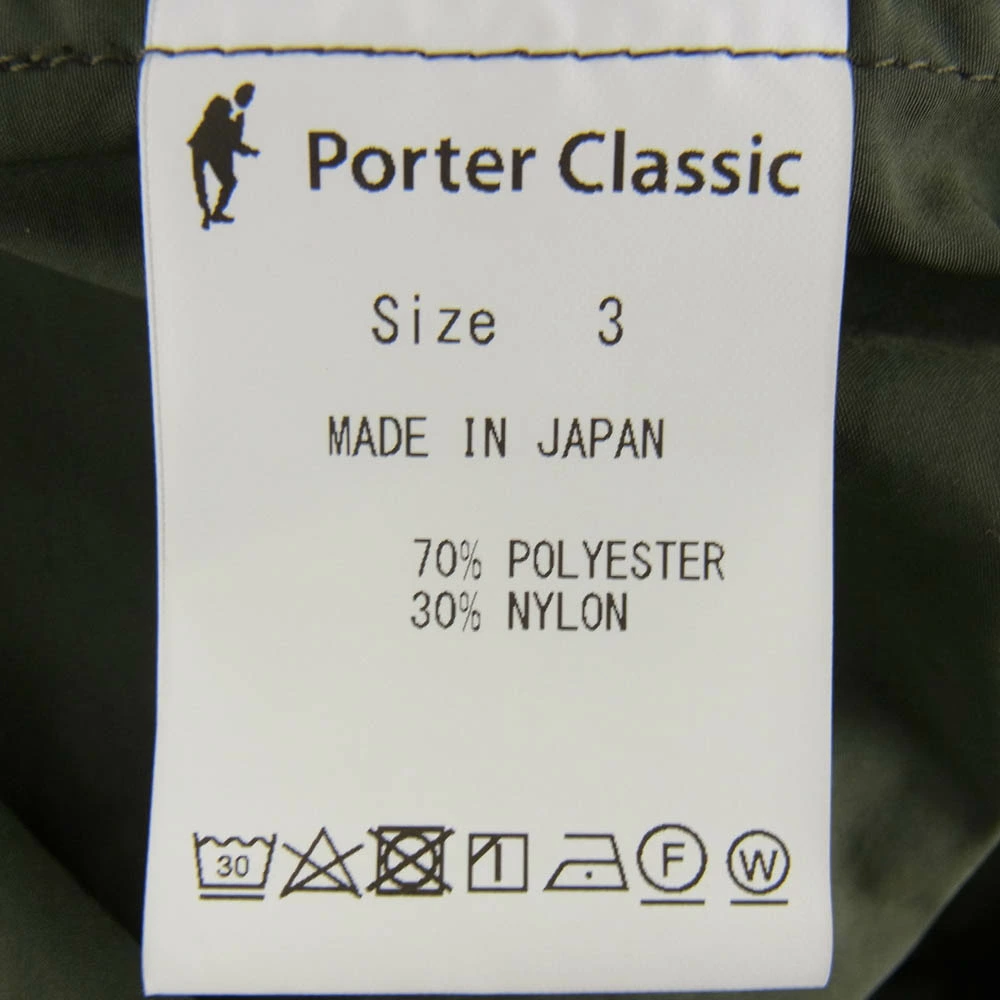 Porter Classic
Size 3
MADE IN JAPAN
70% POLYESTER
30% NYLON
30 F W